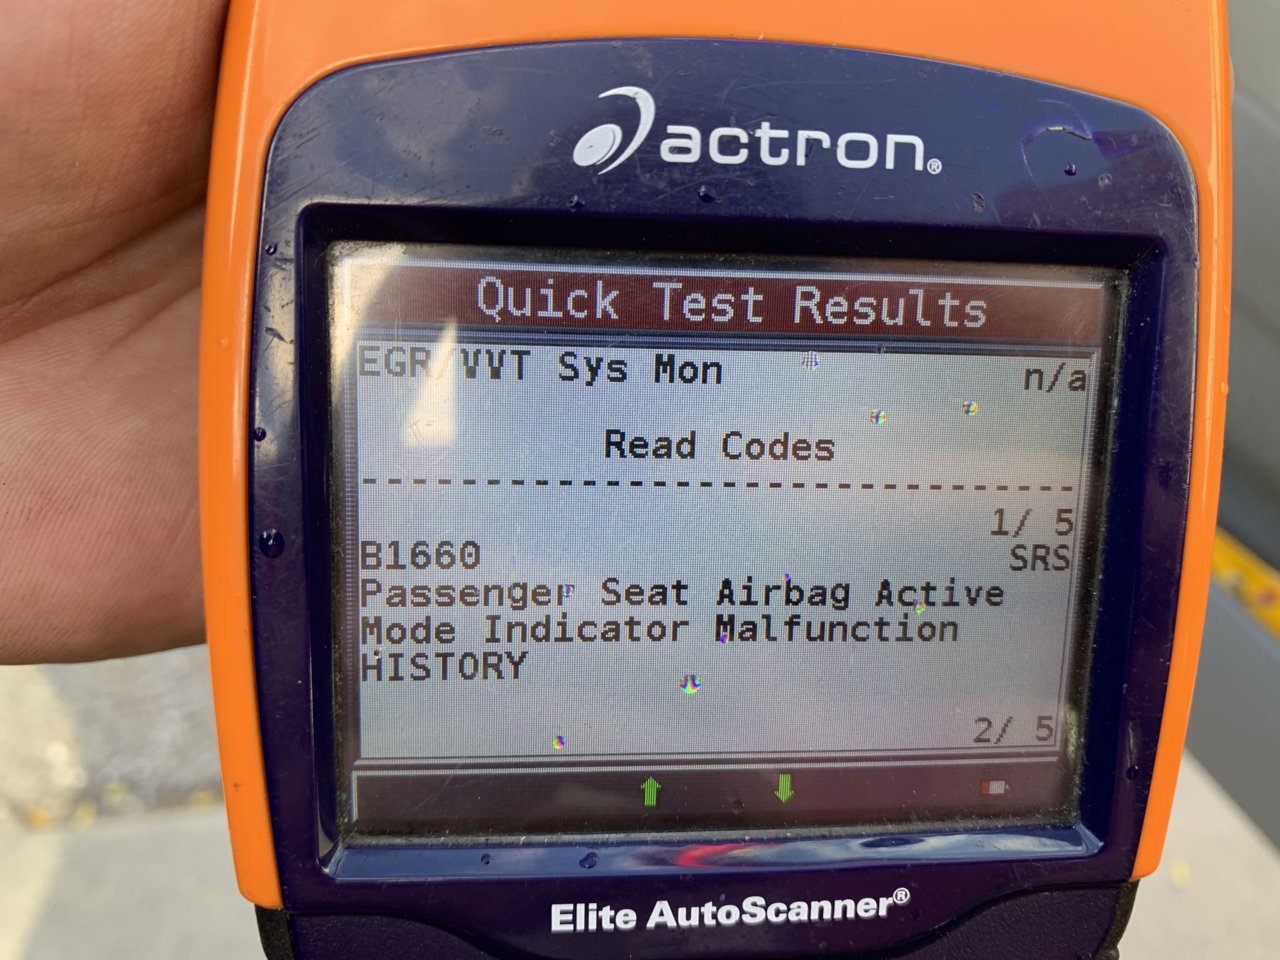 actron®
Quick Test Results
EGR/VVT Sys Mon n/a
Read Codes
1/ 5
B1660 SRS
Passenger Seat Airbag Active
Mode Indicator Malfunction
HISTORY
2/ 5
Elite AutoScanner®